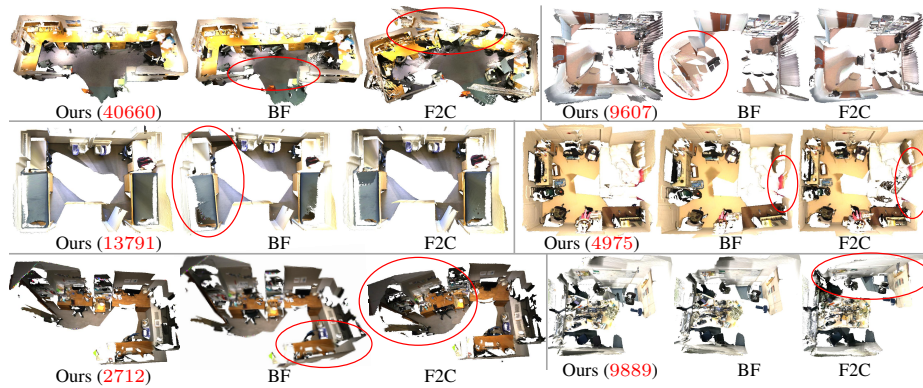 Ours (40660) BF F2C Ours (9607) BF F2C
Ours (13791) BF F2C Ours (4975) BF F2C
Ours (2712) BF F2C Ours (9889) BF F2C